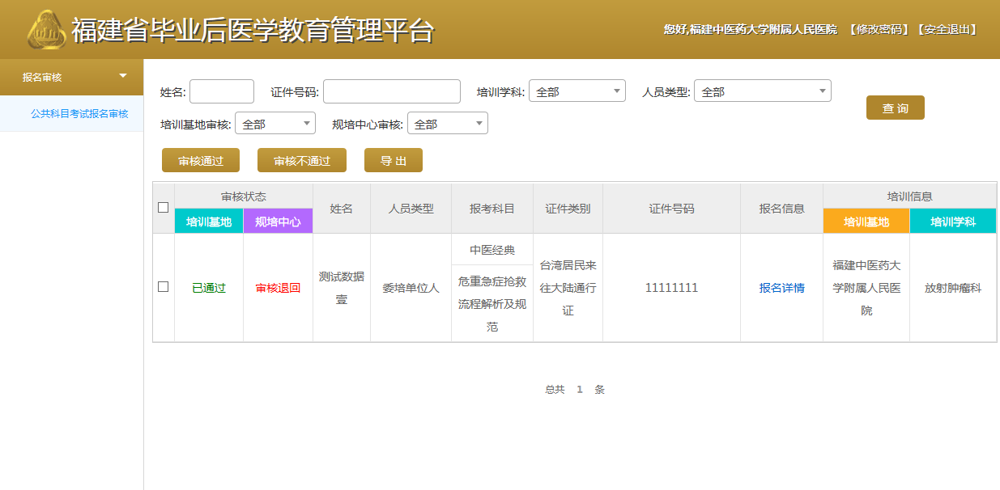 福建省毕业后医学教育管理平台
您好,福建中医药大学附属人民医院 【修改密码】【安全退出】
报名审核
公共科目考试报名审核
姓名: 证件号码: 培训学科: 全部 人员类型: 全部
查 询
培训基地审核: 全部 规培中心审核: 全部
审核通过 审核不通过 导 出
审核状态 姓名 人员类型 报考科目 证件类别 证件号码 报名信息 培训信息
培训基地 规培中心 培训基地 培训学科
已通过
审核退回
测试数据
壹
委培单位人
中医经典
危重急症抢救
流程解析及规
范
台湾居民来
往大陆通行
证
11111111
报名详情
福建中医药大
学附属人民医
院
放射肿瘤科
总共 1 条